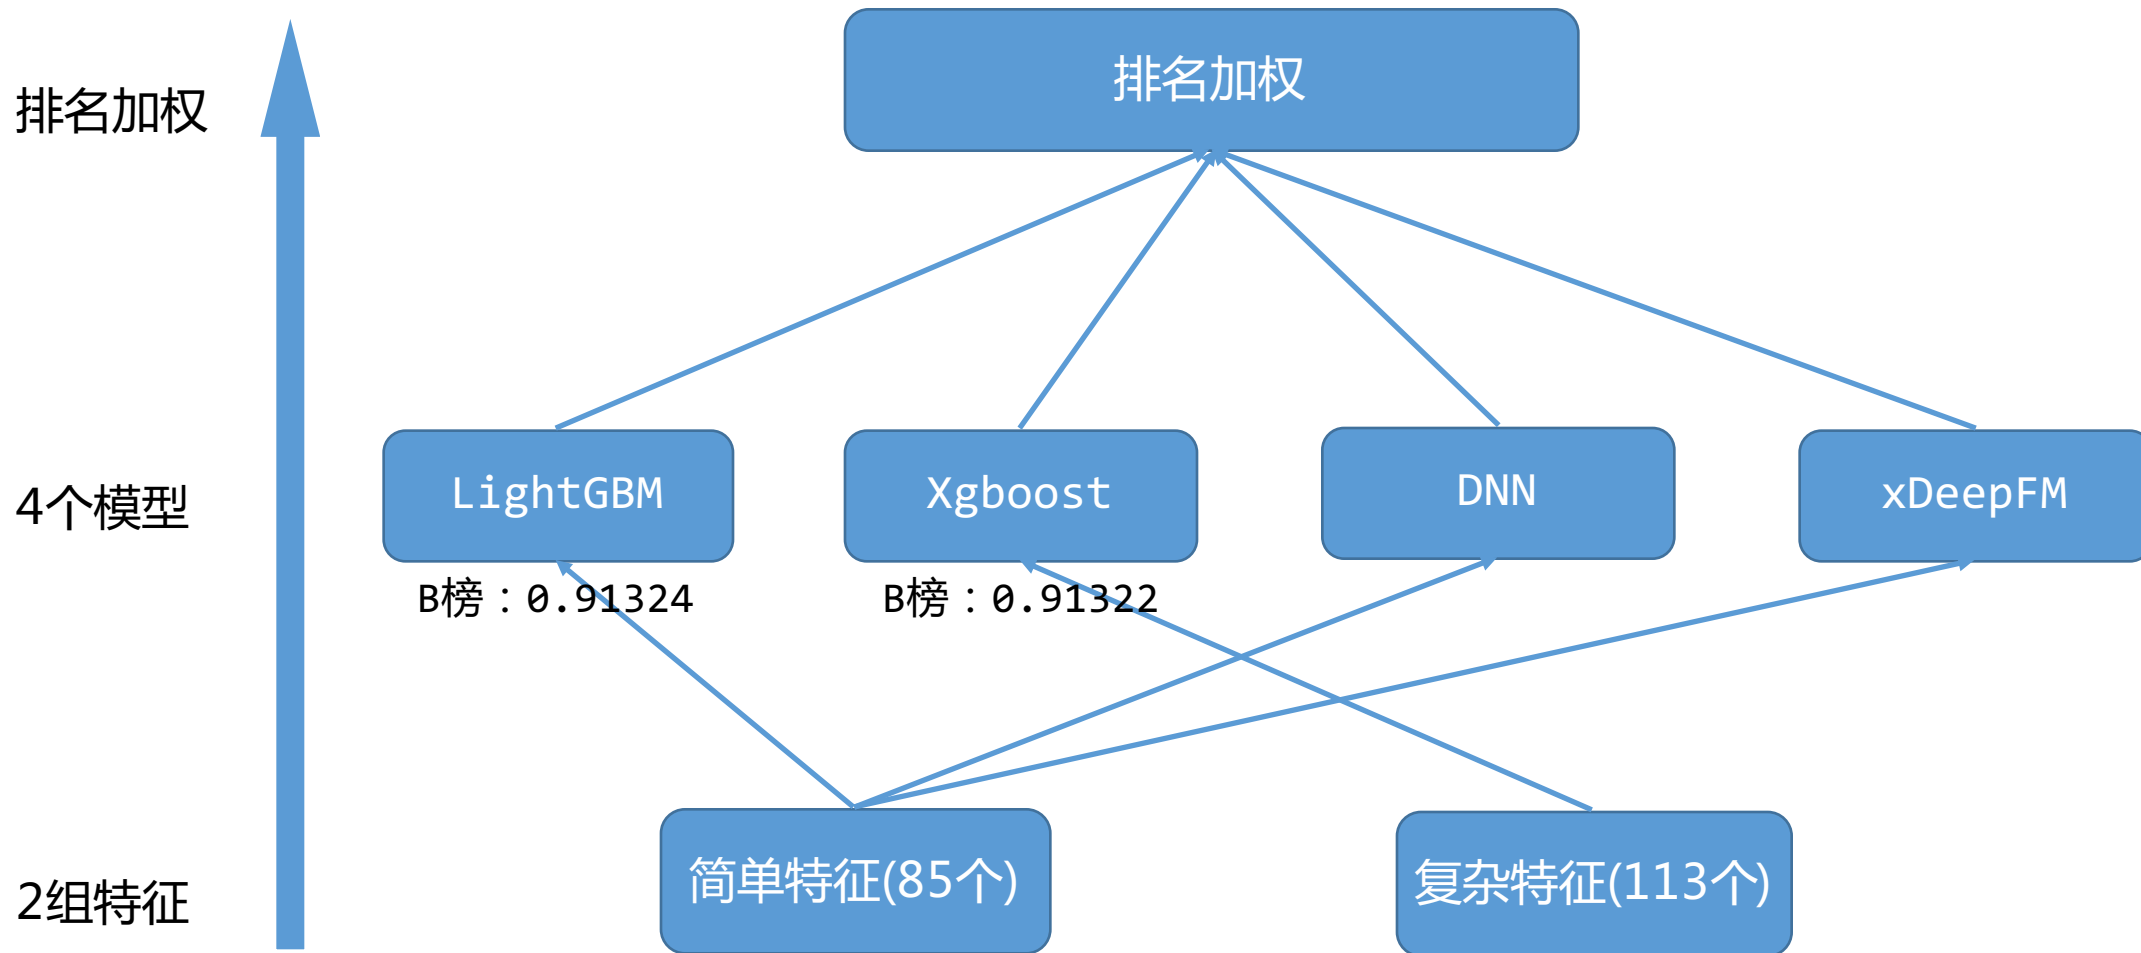 排名加权
排名加权
4个模型
LightGBM
Xgboost
DNN
xDeepFM
B榜：0.91324
B榜：0.91322
2组特征
简单特征(85个)
复杂特征(113个)